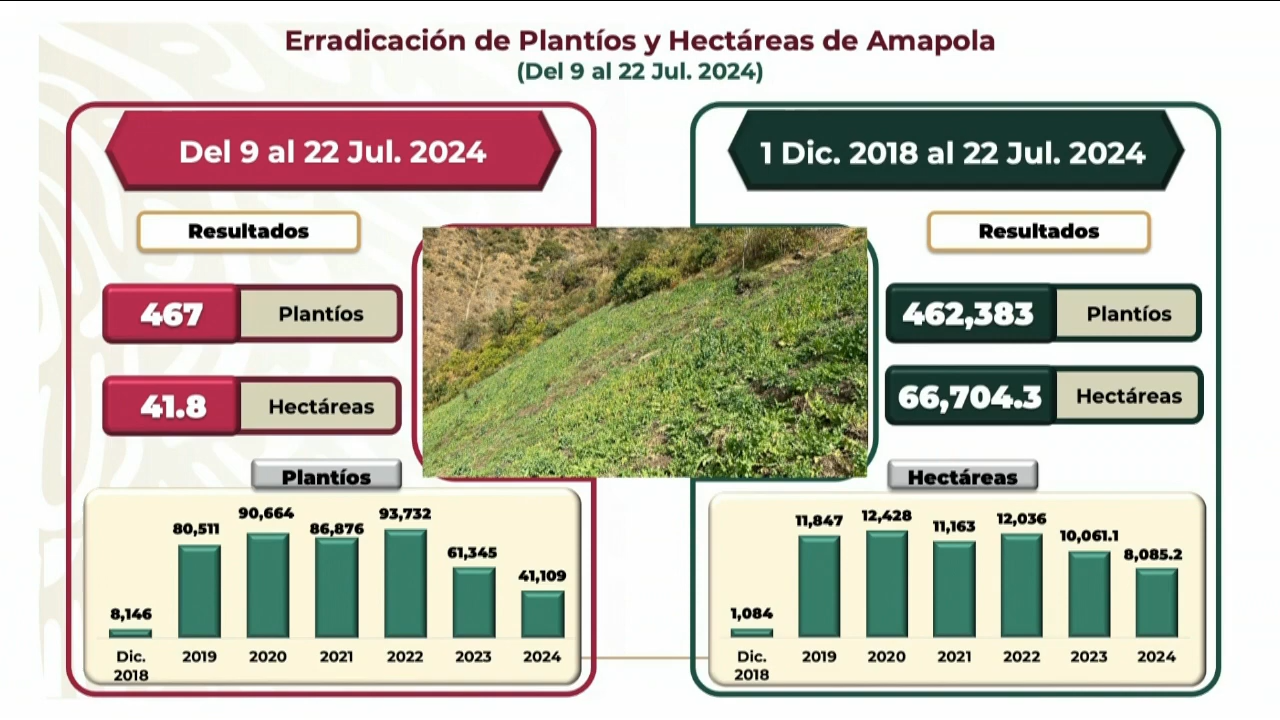 Erradicación de Plantíos y Hectáreas de Amapola
(Del 9 al 22 Jul. 2024)
Del 9 al 22 Jul. 2024
Resultados
467 Plantíos
41.8 Hectáreas
Plantíos
8,146
80,511
90,664
86,876
93,732
61,345
41,109
Dic. 2019 2020 2021 2022 2023 2024
2018
1 Dic. 2018 al 22 Jul. 2024
Resultados
462,383 Plantíos
66,704.3 Hectáreas
Hectáreas
1,084
11,847
12,428
11,163
12,036
10,061.1
8,085.2
Dic. 2019 2020 2021 2022 2023 2024
2018